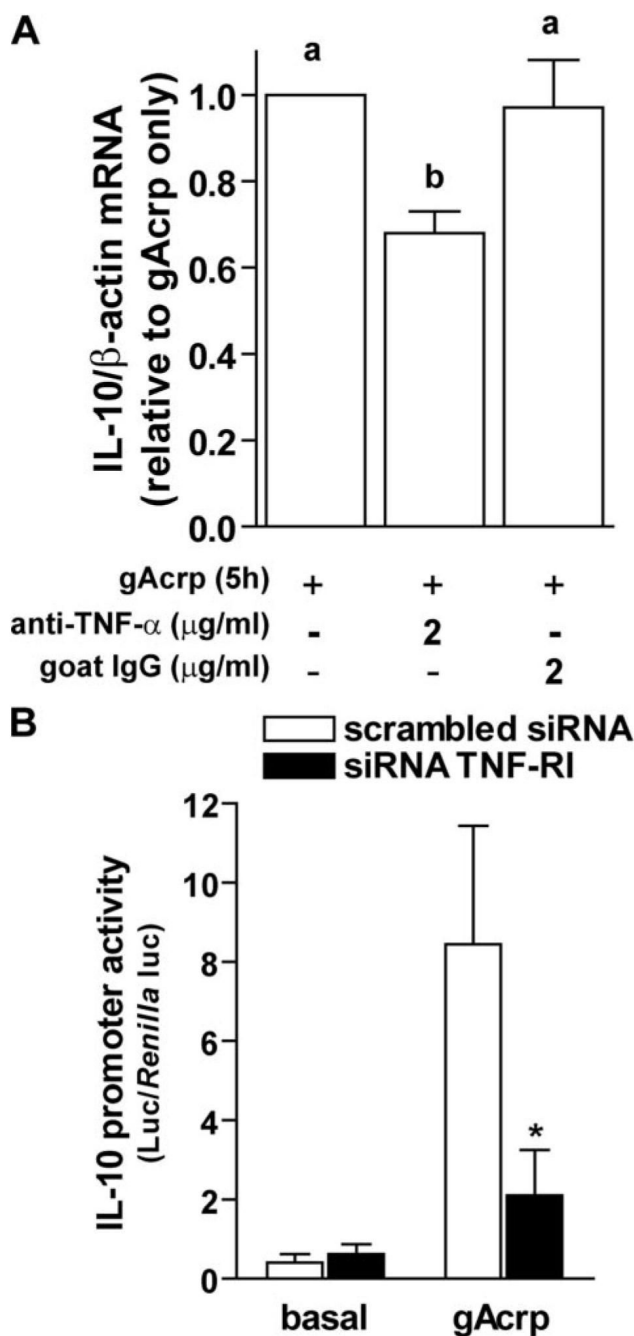 A
IL-10/β-actin mRNA
(relative to gAcrp only)
1.0
0.8
0.6
0.4
0.2
0.0
a
b
a
gAcrp (5h) + + +
anti-TNF-α (μg/ml) - 2 -
goat IgG (μg/ml) - - 2
B
scrambled siRNA
siRNA TNF-RI
IL-10 promoter activity
(Luc/Renilla luc)
12
10
8
6
4
2
0
*
basal gAcrp